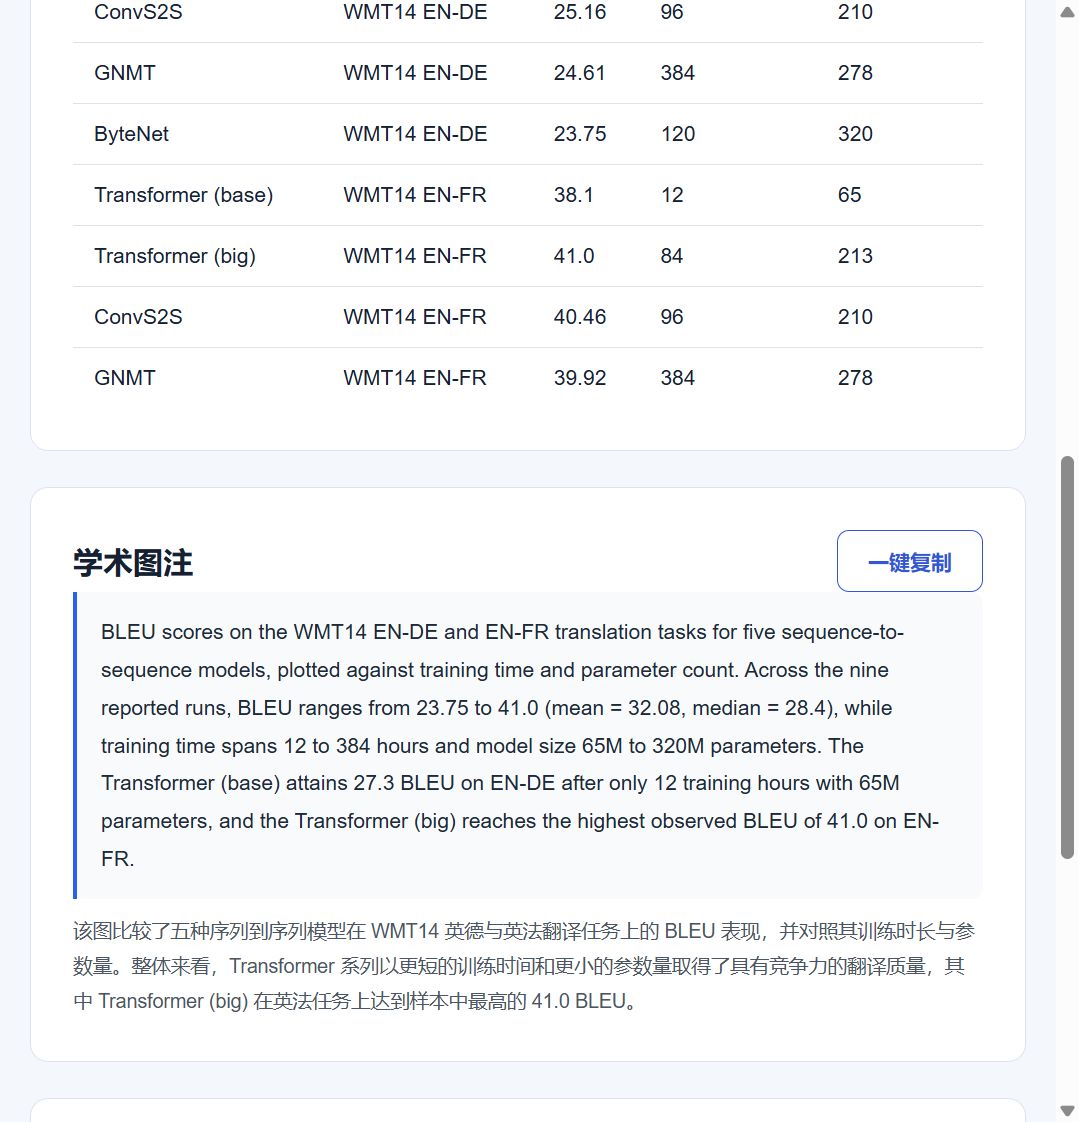 ConvS2S WMT14 EN-DE 25.16 96 210
GNMT WMT14 EN-DE 24.61 384 278
ByteNet WMT14 EN-DE 23.75 120 320
Transformer (base) WMT14 EN-FR 38.1 12 65
Transformer (big) WMT14 EN-FR 41.0 84 213
ConvS2S WMT14 EN-FR 40.46 96 210
GNMT WMT14 EN-FR 39.92 384 278
学术图注
一键复制
BLEU scores on the WMT14 EN-DE and EN-FR translation tasks for five sequence-to-
sequence models, plotted against training time and parameter count. Across the nine
reported runs, BLEU ranges from 23.75 to 41.0 (mean = 32.08, median = 28.4), while
training time spans 12 to 384 hours and model size 65M to 320M parameters. The
Transformer (base) attains 27.3 BLEU on EN-DE after only 12 training hours with 65M
parameters, and the Transformer (big) reaches the highest observed BLEU of 41.0 on EN-
FR.
该图比较了五种序列到序列模型在 WMT14 英德与英法翻译任务上的 BLEU 表现，并对照其训练时长与参
数量。整体来看，Transformer 系列以更短的训练时间和更小的参数量取得了具有竞争力的翻译质量，其
中 Transformer (big) 在英法任务上达到样本中最高的 41.0 BLEU。